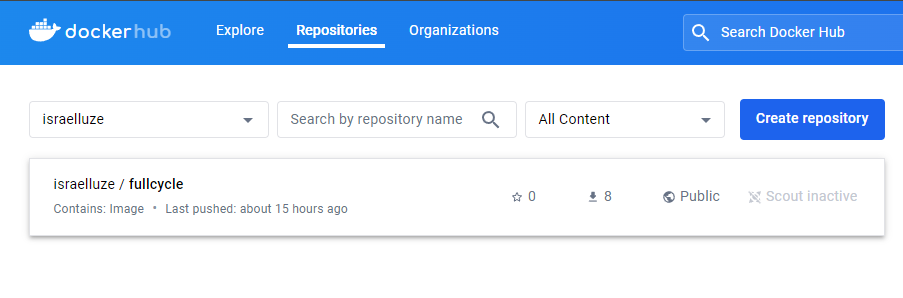 dockerhub Explore Repositories Organizations Search Docker Hub
israelluze Search by repository name All Content Create repository
israelluze / fullcycle
0 8 Public Scout inactive
Contains: Image • Last pushed: about 15 hours ago